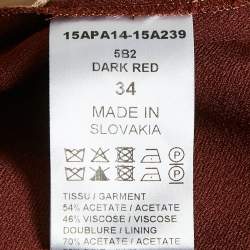 15APA14-15A239
5B2
DARK RED
34
MADE IN
SLOVAKIA
TISSU / GARMENT
54% ACETATE / ACETATE
46% VISCOSE / VISCOSE
DOUBLURE / LINING
70% ACETATE / ACETATE